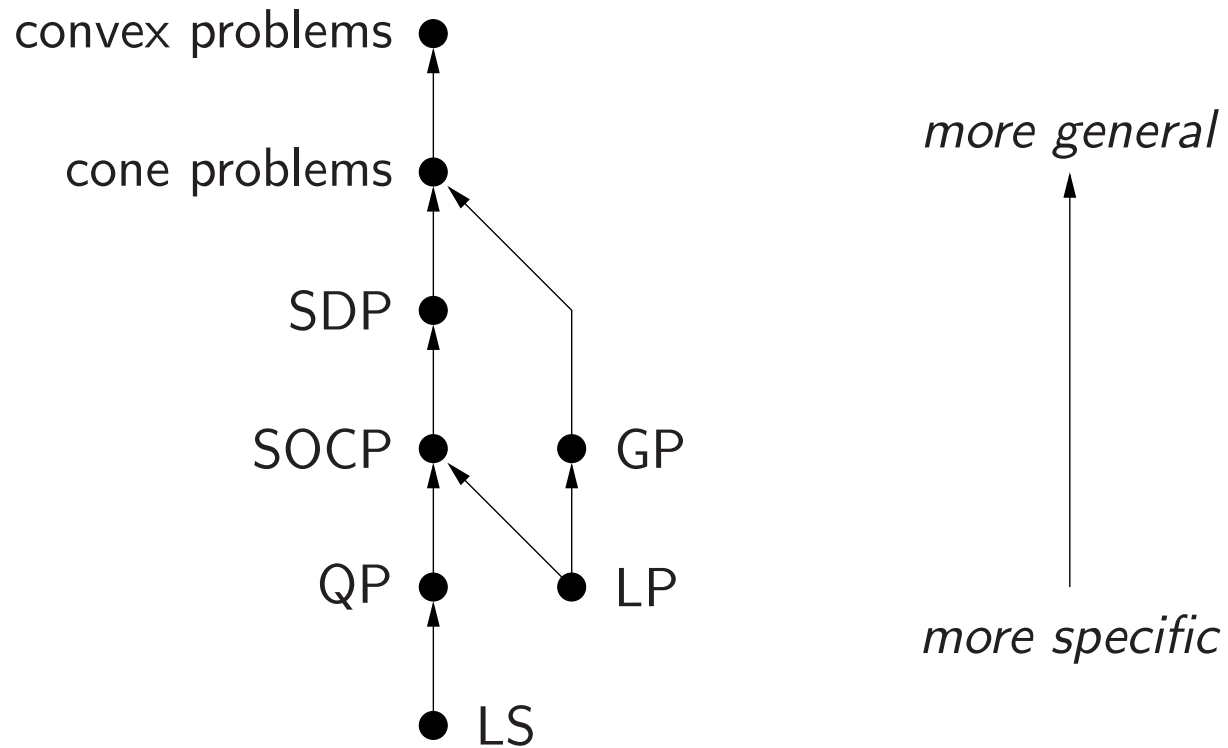 convex problems
more general
cone problems
SDP
SOCP
GP
QP
LP
more specific
LS